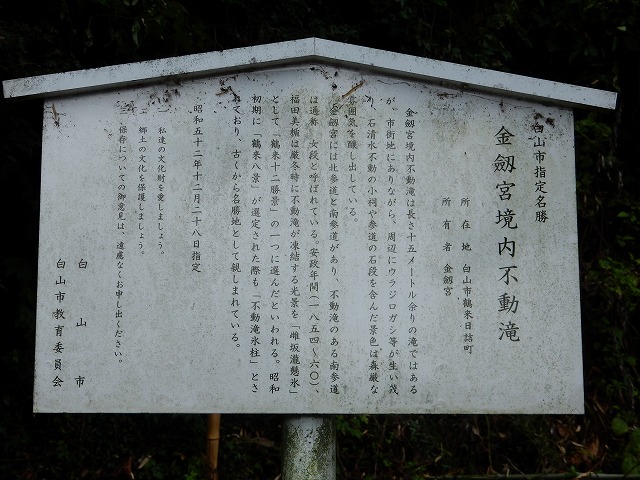 白山市指定名勝
金劔宮境内不動滝
所在地 白山市鶴来日詰町
所有者 金劔宮
金劔宮境内不動滝は長さ十五メートル余りの滝ではある
が、市街地にありながら、周辺にウラジロガシ等が生い茂
り、石清水不動の小祠や参道の石段を含んだ景色は森厳な
雰囲気を醸し出している。
金劔宮には北参道と南参道があり、不動滝のある南参道
は通称、女段と呼ばれている。安政年間(一八五四~六〇)、
福田美楯は厳冬時に不動滝が凍結する光景を「雌坂瀧懸氷」
として「鶴来十二勝景」の一つに選んだといわれる。昭和
初期に「鶴来八景」が選定された際も「不動滝氷柱」とさ
れており、古くから名勝地として親しまれている。
昭和五十二年十二月二十八日指定
一 私達の文化財を愛しましょう。
二 郷土の文化を保護しましょう。
三 保存についての御意見は、遠慮なくお申し出ください。
白山市
白山市教育委員会